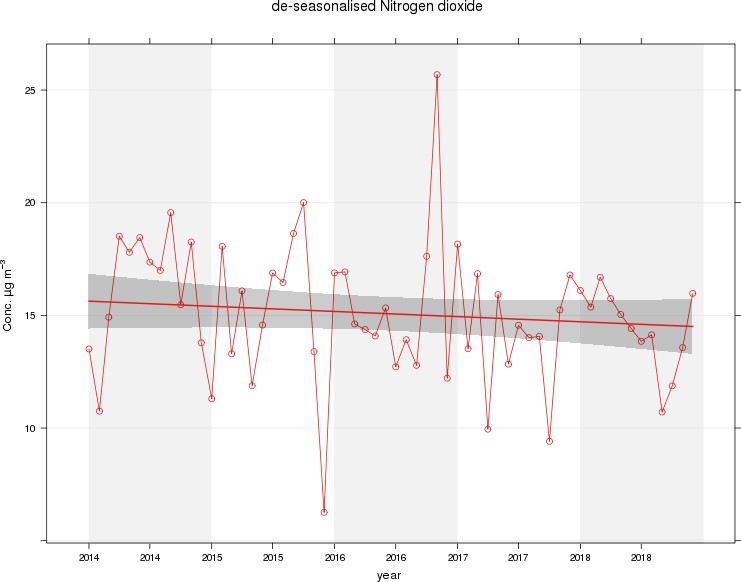 de-seasonalised Nitrogen dioxide
25
20
15
10
Conc. µg m⁻³
2014 2014 2015 2015 2016 2016 2017 2017 2018 2018
year